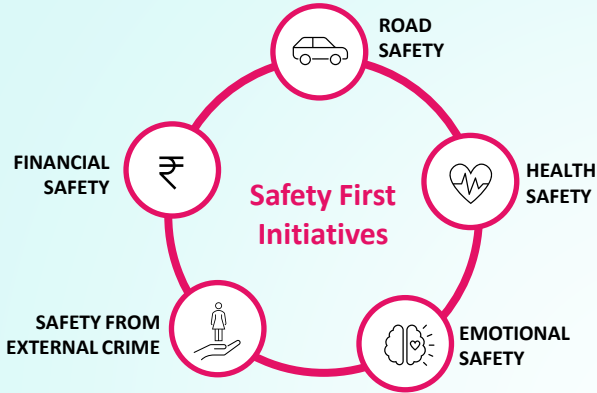 ROAD
SAFETY
FINANCIAL
SAFETY
₹
HEALTH
SAFETY
Safety First
Initiatives
SAFETY FROM
EXTERNAL CRIME
EMOTIONAL
SAFETY